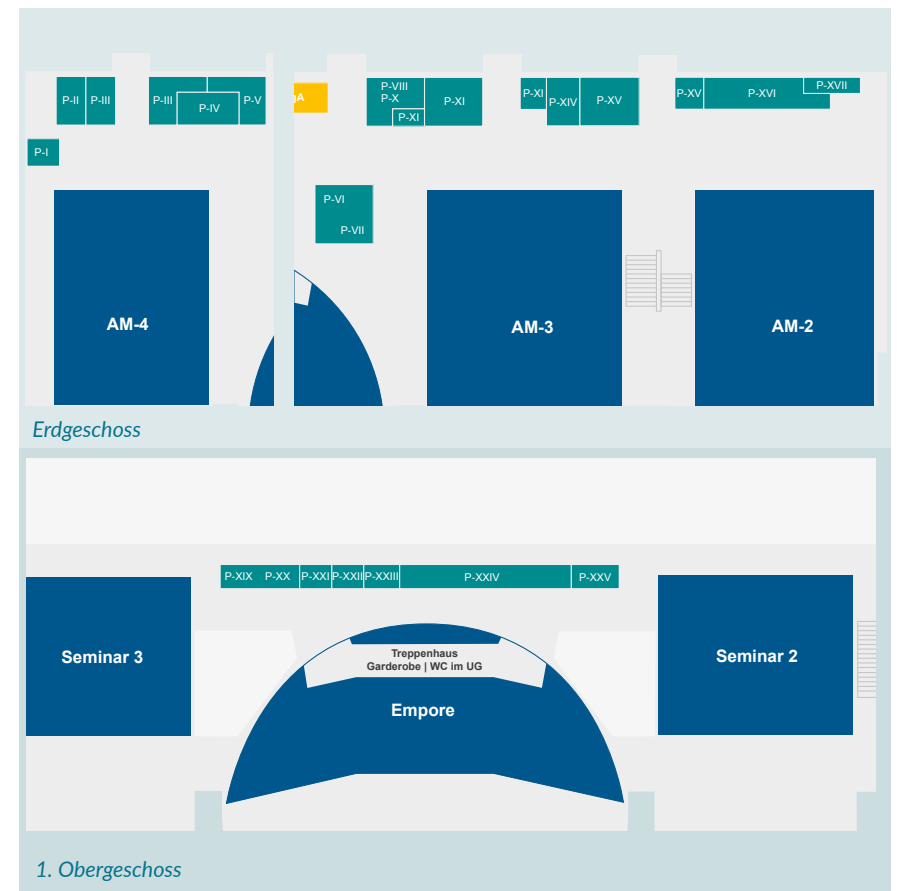 P-II
P-III
P-III
P-IV
P-V
P-I
AM-4
gA
P-VIII
P-X
P-XI
P-XI
P-XI
P-XIV
P-XV
P-XV
P-XVI
P-XVII
P-VI
P-VII
AM-3
AM-2
Erdgeschoss
P-XIX
P-XX
P-XXI
P-XXII
P-XXIII
P-XXIV
P-XXV
Seminar 3
Treppenhaus
Garderobe | WC im UG
Empore
Seminar 2
1. Obergeschoss